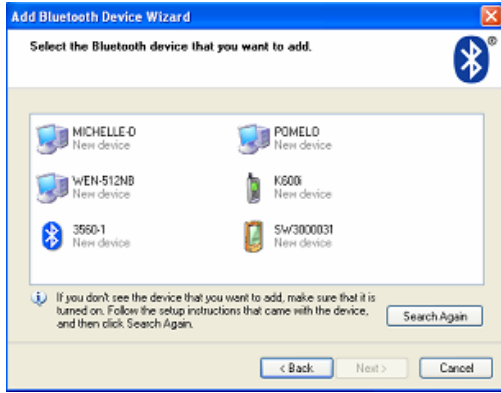 Add Bluetooth Device Wizard
Select the Bluetooth device that you want to add.
MICHELLE-D
New device
POMELO
New device
WEN-512NB
New device
K600i
New device
3560-1
New device
SW3000031
New device
If you don't see the device that you want to add, make sure that it is
turned on. Follow the setup instructions that came with the device,
and then click Search Again.
Search Again
< Back
Next >
Cancel